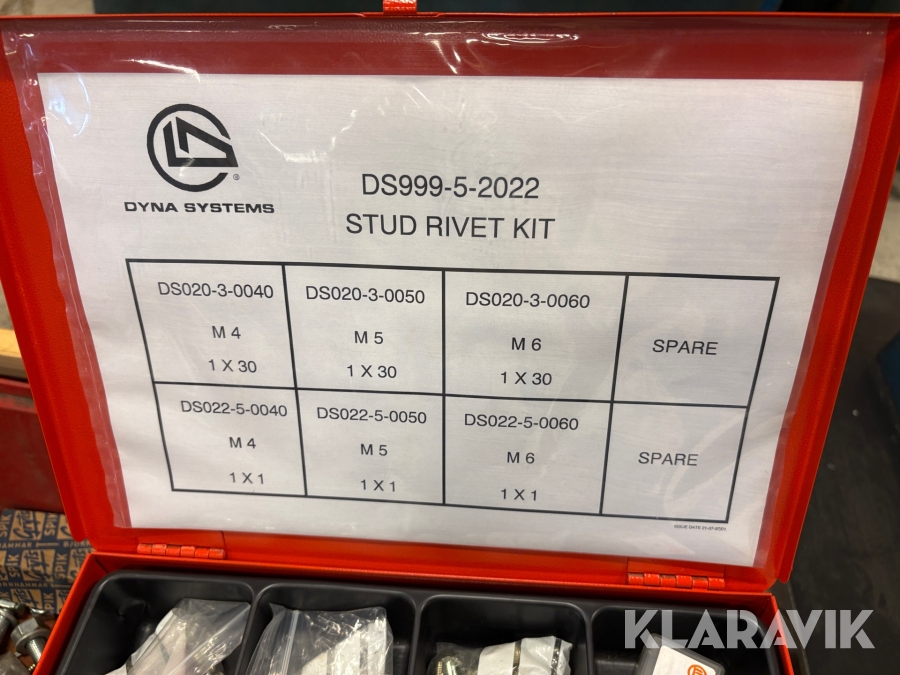 DYNA SYSTEMS
®
DS999-5-2022
STUD RIVET KIT
DS020-3-0040
M 4
1 X 30
DS020-3-0050
M 5
1 X 30
DS020-3-0060
M 6
1 X 30
SPARE
DS022-5-0040
M 4
1 X 1
DS022-5-0050
M 5
1 X 1
DS022-5-0060
M 6
1 X 1
SPARE
KLARAVIK